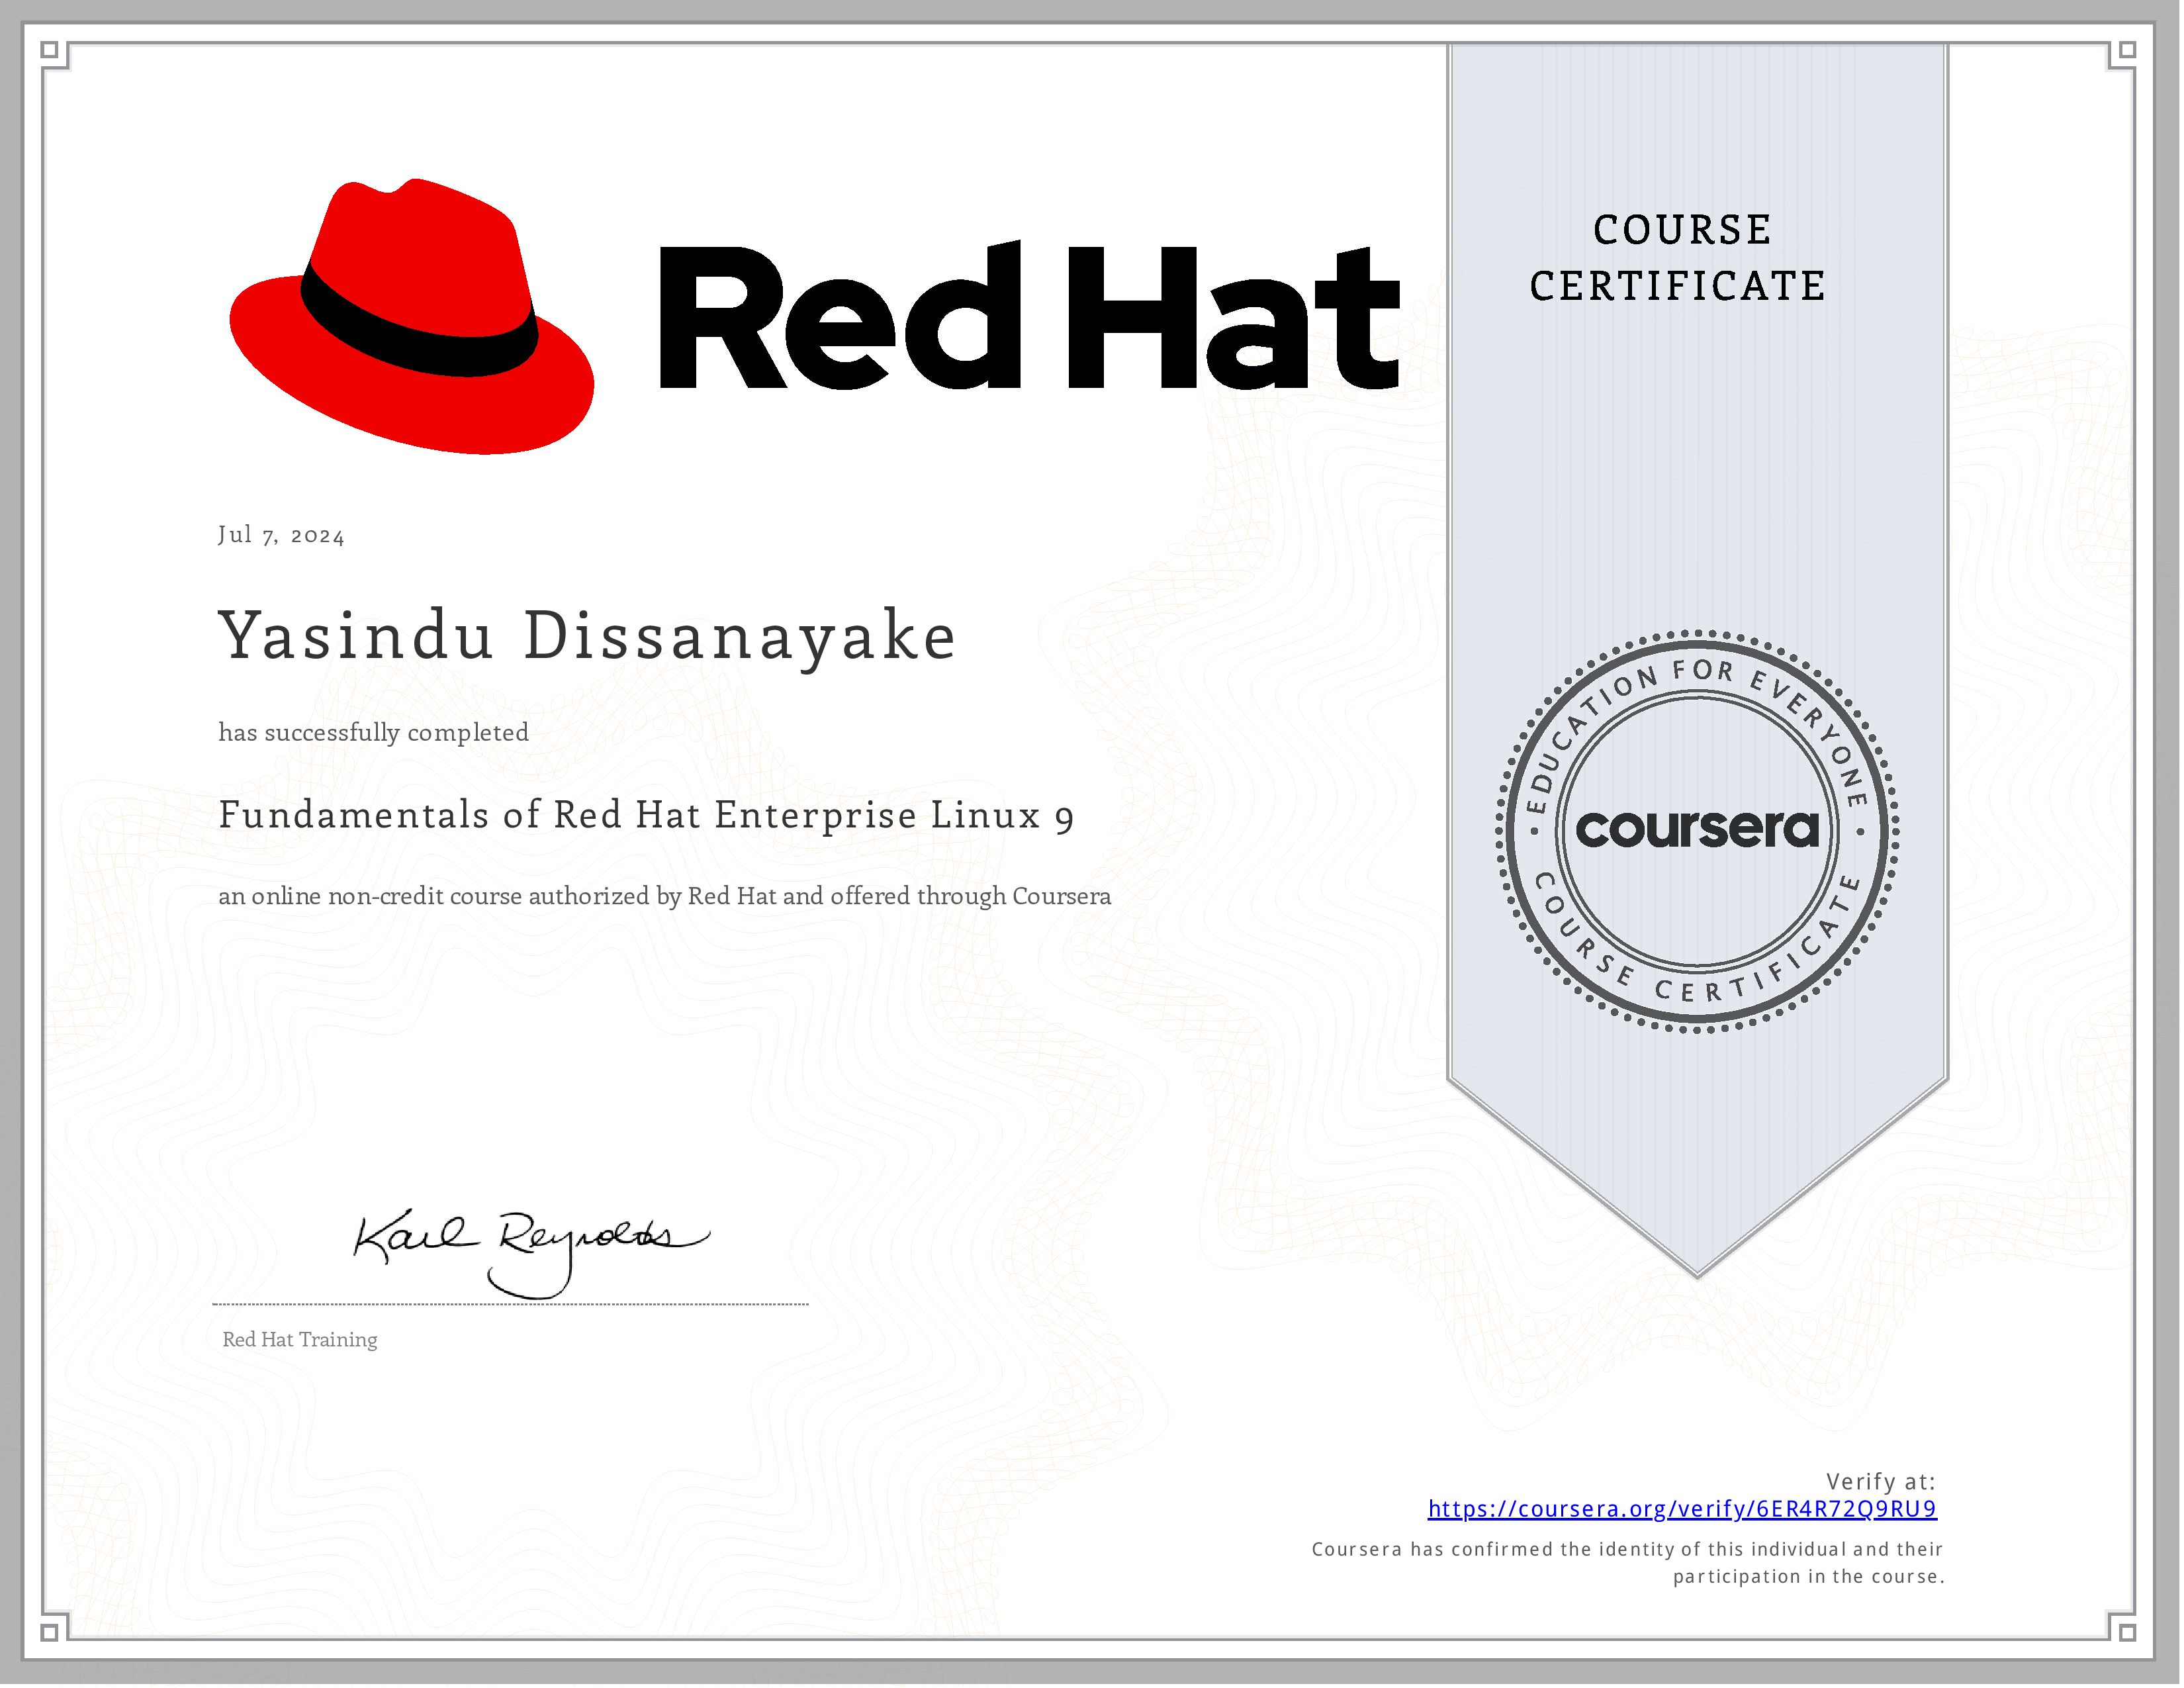 Red Hat
COURSE
CERTIFICATE
Jul 7, 2024
Yasindu Dissanayake
has successfully completed
Fundamentals of Red Hat Enterprise Linux 9
an online non-credit course authorized by Red Hat and offered through Coursera
EDUCATION FOR EVERYONE
coursera
COURSE CERTIFICATE
Karl Reynolds
Red Hat Training
Verify at:
https://coursera.org/verify/6ER4R72Q9RU9
Coursera has confirmed the identity of this individual and their
participation in the course.